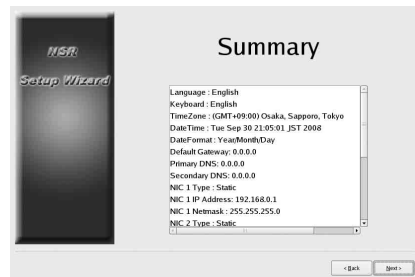 NSR
Setup Wizard
Summary
Language : English
Keyboard : English
TimeZone : (GMT+09:00) Osaka, Sapporo, Tokyo
DateTime : Tue Sep 30 21:05:01 JST 2008
DateFormat : Year/Month/Day
Default Gateway: 0.0.0.0
Primary DNS: 0.0.0.0
Secondary DNS: 0.0.0.0
NIC 1 Type : Static
NIC 1 IP Address: 192.168.0.1
NIC 1 Netmask : 255.255.255.0
NIC 2 Type : Static
< Back
Next >